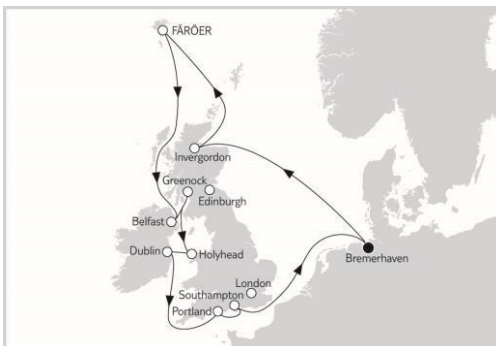 FÄRÖER
Invergordon
Greenock
Edinburgh
Belfast
Dublin
Holyhead
Bremerhaven
London
Southampton
Portland